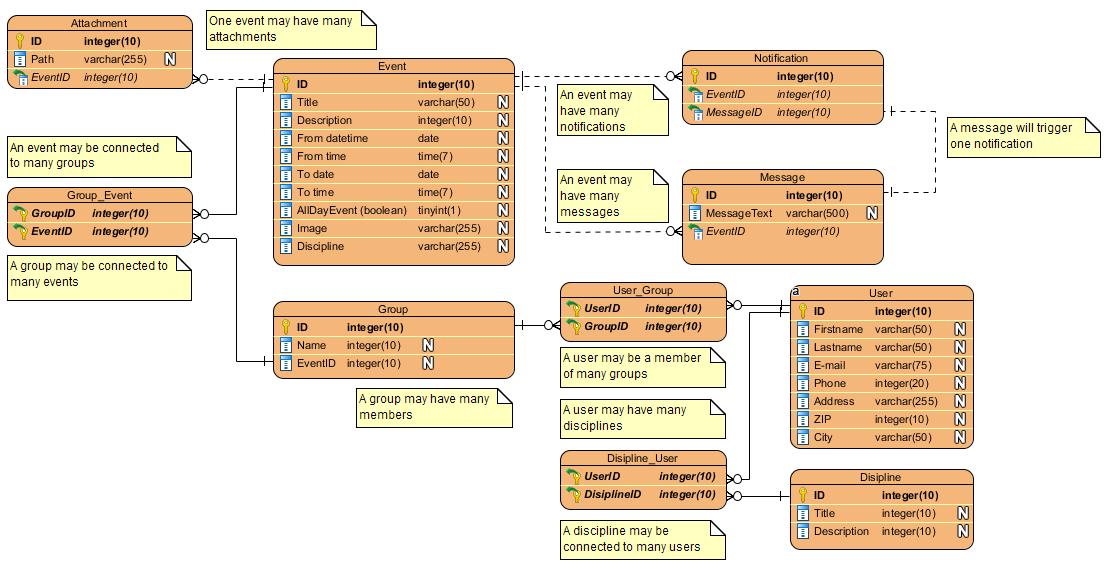 Attachment
ID integer(10)
Path varchar(255) N
EventID integer(10)
One event may have many
attachments
Event
ID integer(10)
Title varchar(50) N
Description integer(10) N
From datetime date N
From time time(7) N
To date date N
To time time(7) N
AllDayEvent (boolean) tinyint(1) N
Image varchar(255) N
Discipline varchar(255) N
Notification
ID integer(10)
EventID integer(10)
MessageID integer(10)
An event may
have many
notifications
A message will trigger
one notification
An event may be connected
to many groups
Group_Event
GroupID integer(10)
EventID integer(10)
A group may be connected to
many events
An event may
have many
messages
Message
ID integer(10)
MessageText varchar(500) N
EventID integer(10)
Group
ID integer(10)
Name integer(10) N
EventID integer(10) N
A group may have many
members
User_Group
UserID integer(10)
GroupID integer(10)
A user may be a member
of many groups
A user may have many
disciplines
a
User
ID integer(10)
Firstname varchar(50) N
Lastname varchar(50) N
E-mail varchar(75) N
Phone integer(20) N
Address varchar(255) N
ZIP integer(10) N
City varchar(50) N
Disipline_User
UserID integer(10)
DisiplineID integer(10)
A discipline may be
connected to many users
Disipline
ID integer(10)
Title integer(10) N
Description integer(10) N